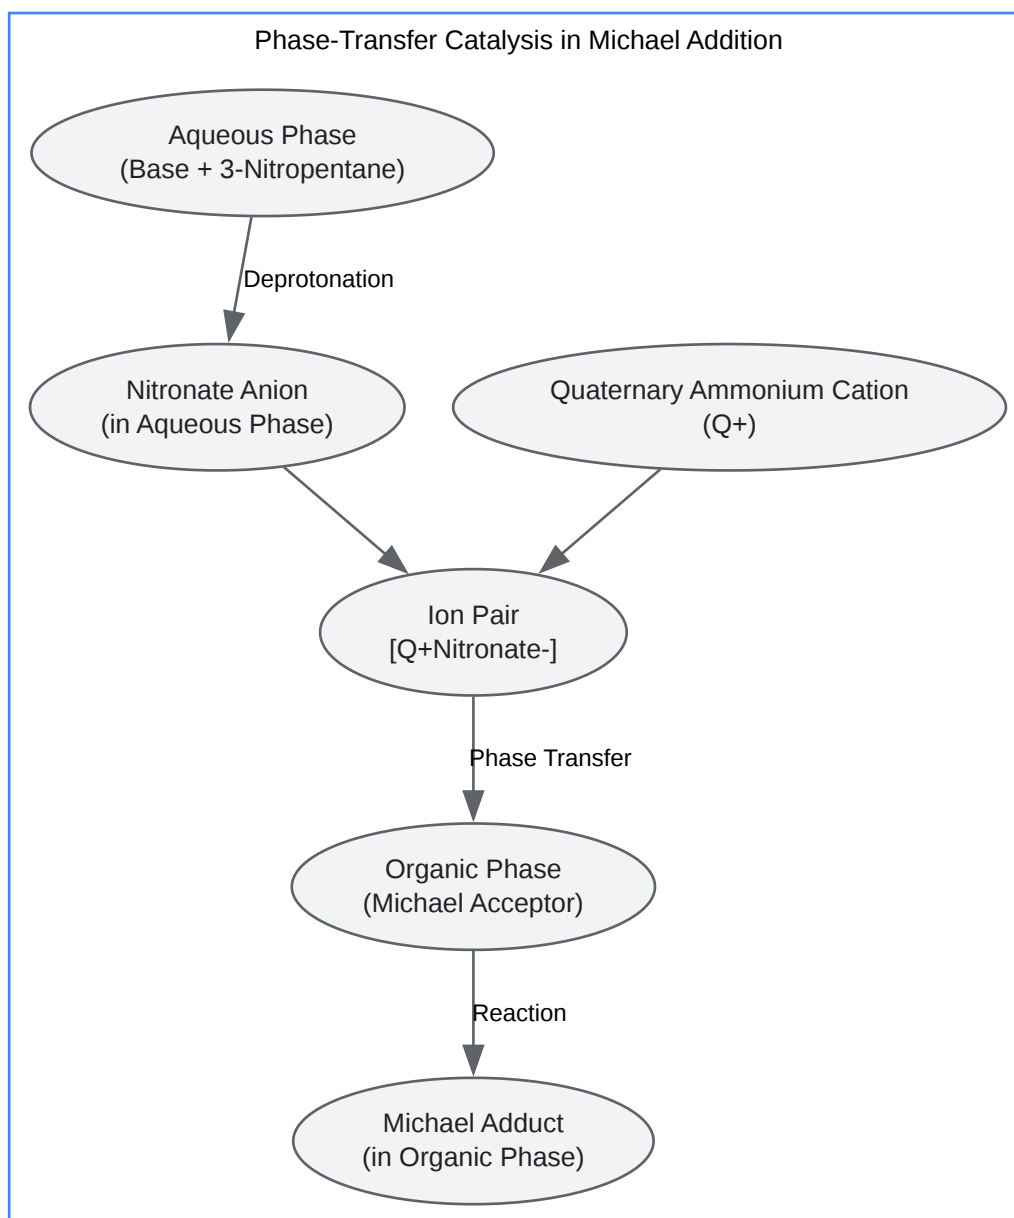 Phase-Transfer Catalysis in Michael Addition
Aqueous Phase
(Base + 3-Nitropentane)
Deprotonation
Nitronate Anion
(in Aqueous Phase)
Quaternary Ammonium Cation
(Q+)
Ion Pair
[Q+Nitronate-]
Phase Transfer
Organic Phase
(Michael Acceptor)
Reaction
Michael Adduct
(in Organic Phase)